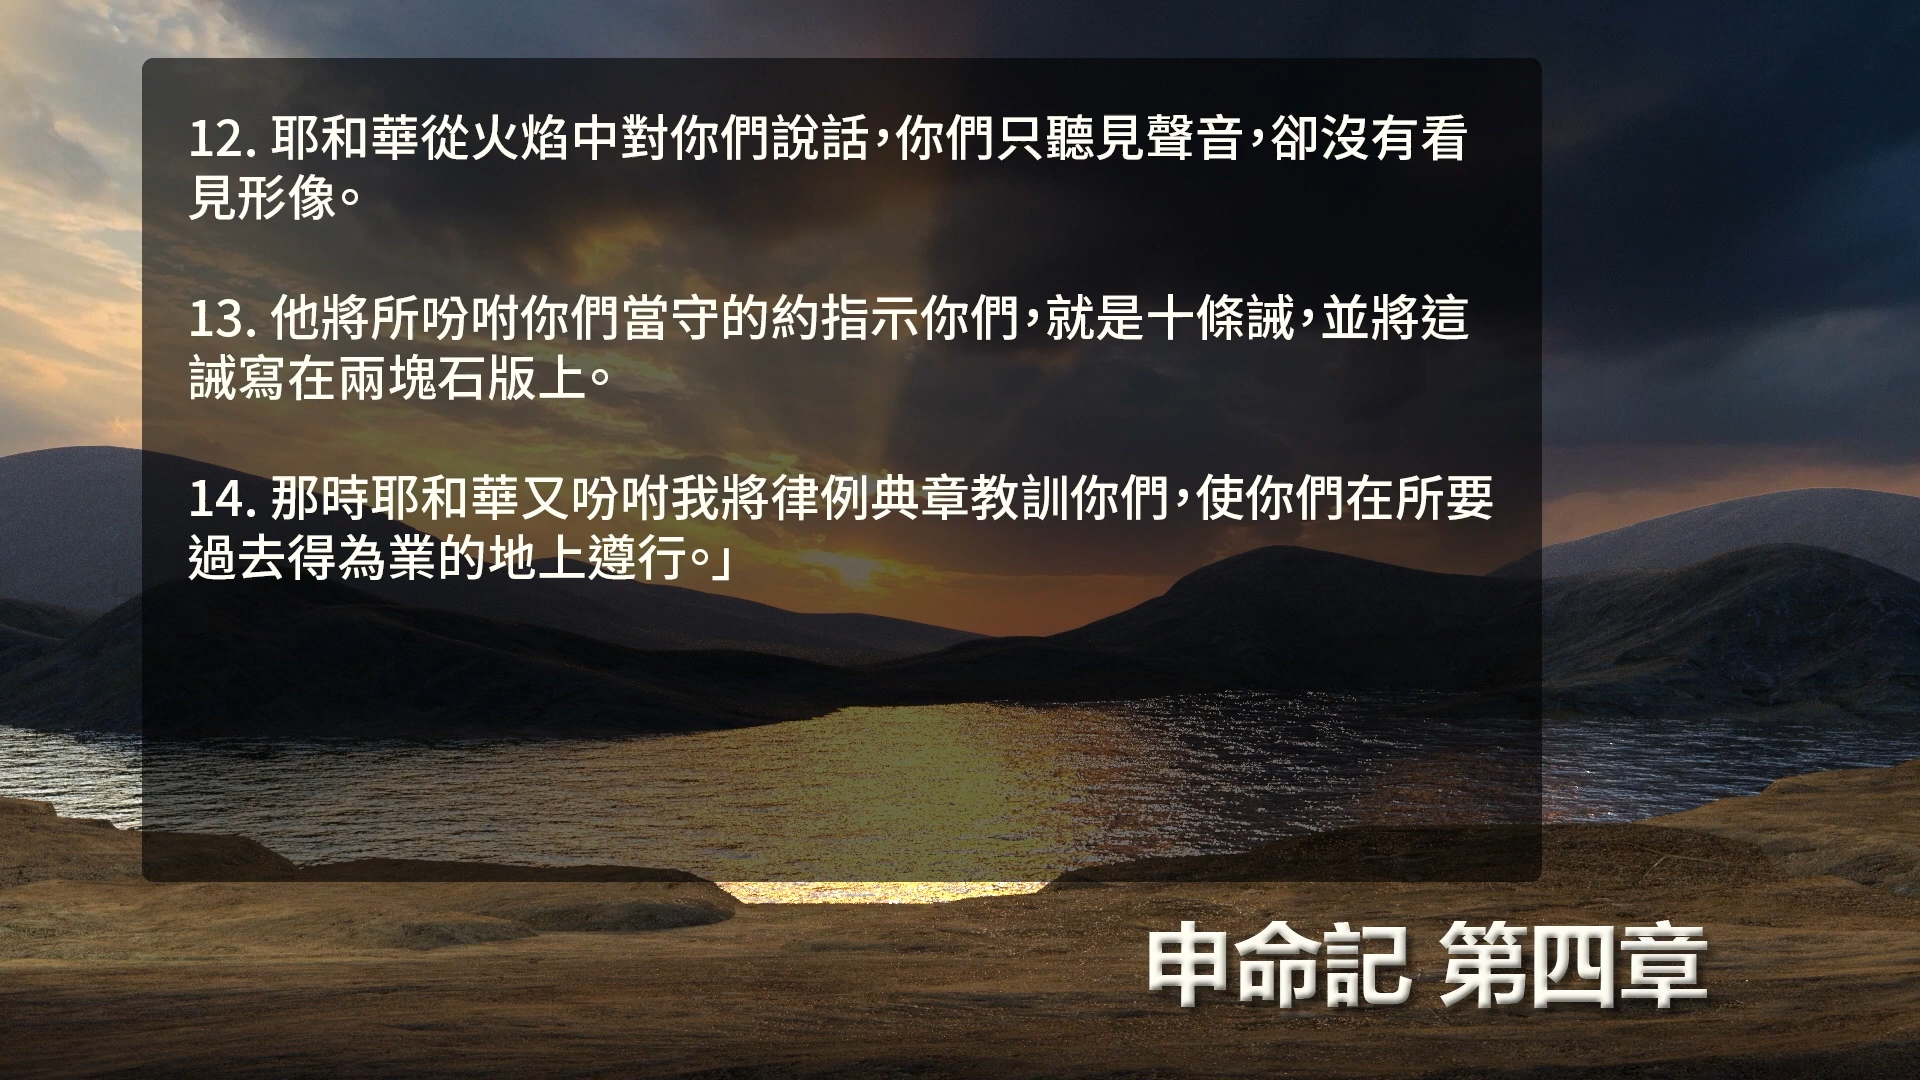 12. 耶和華從火焰中對你們說話，你們只聽見聲音，卻沒有看
見形像。
13. 他將所吩咐你們當守的約指示你們，就是十條誡，並將這
誡寫在兩塊石版上。
14. 那時耶和華又吩咐我將律例典章教訓你們，使你們在所要
過去得為業的地上遵行。」
申命記 第四章